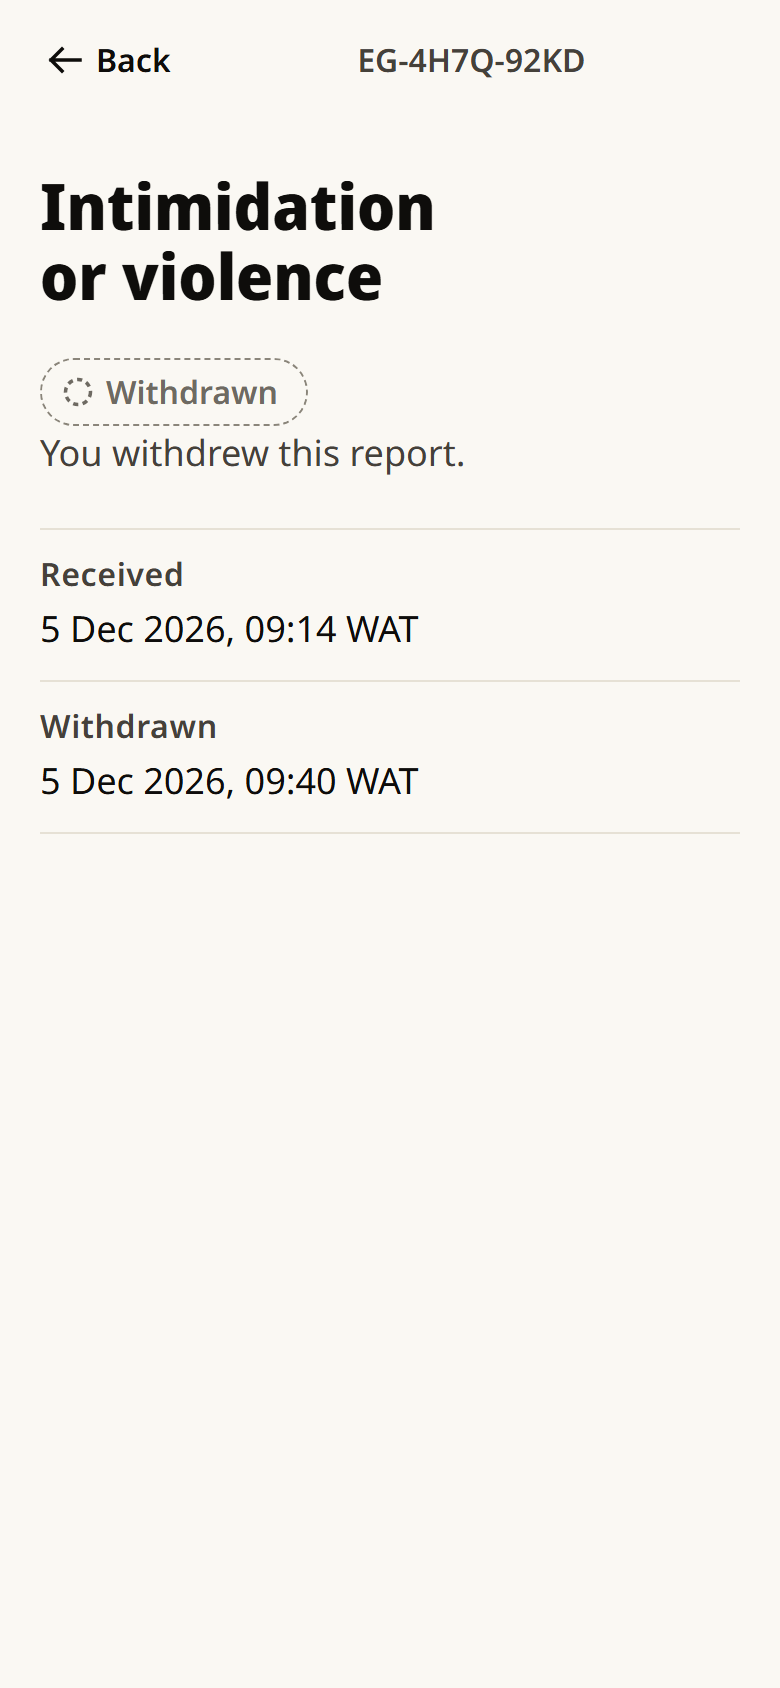 Back
EG-4H7Q-92KD
Intimidation
or violence
Withdrawn
You withdrew this report.
Received
5 Dec 2026, 09:14 WAT
Withdrawn
5 Dec 2026, 09:40 WAT